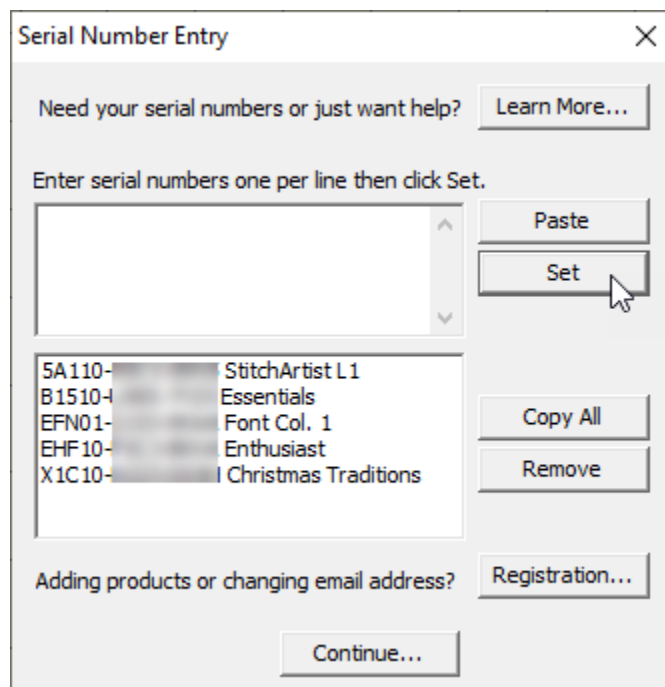 Serial Number Entry
Need your serial numbers or just want help?
Learn More...
Enter serial numbers one per line then click Set.
Paste
Set
5A110- StitchArtist L1
B1510- Essentials
EFN01- Font Col. 1
EHF10- Enthusiast
X1C10- Christmas Traditions
Copy All
Remove
Adding products or changing email address?
Registration...
Continue...